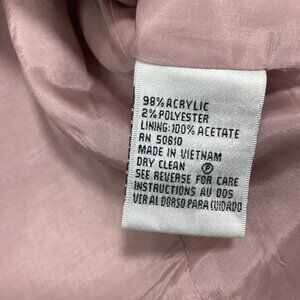 98% ACRYLIC
2% POLYESTER
LINING: 100% ACETATE
RN 50810
MADE IN VIETNAM
DRY CLEAN Ⓟ
SEE REVERSE FOR CARE
INSTRUCTIONS AU 005
VER AL DORSO PARA CUIDADO